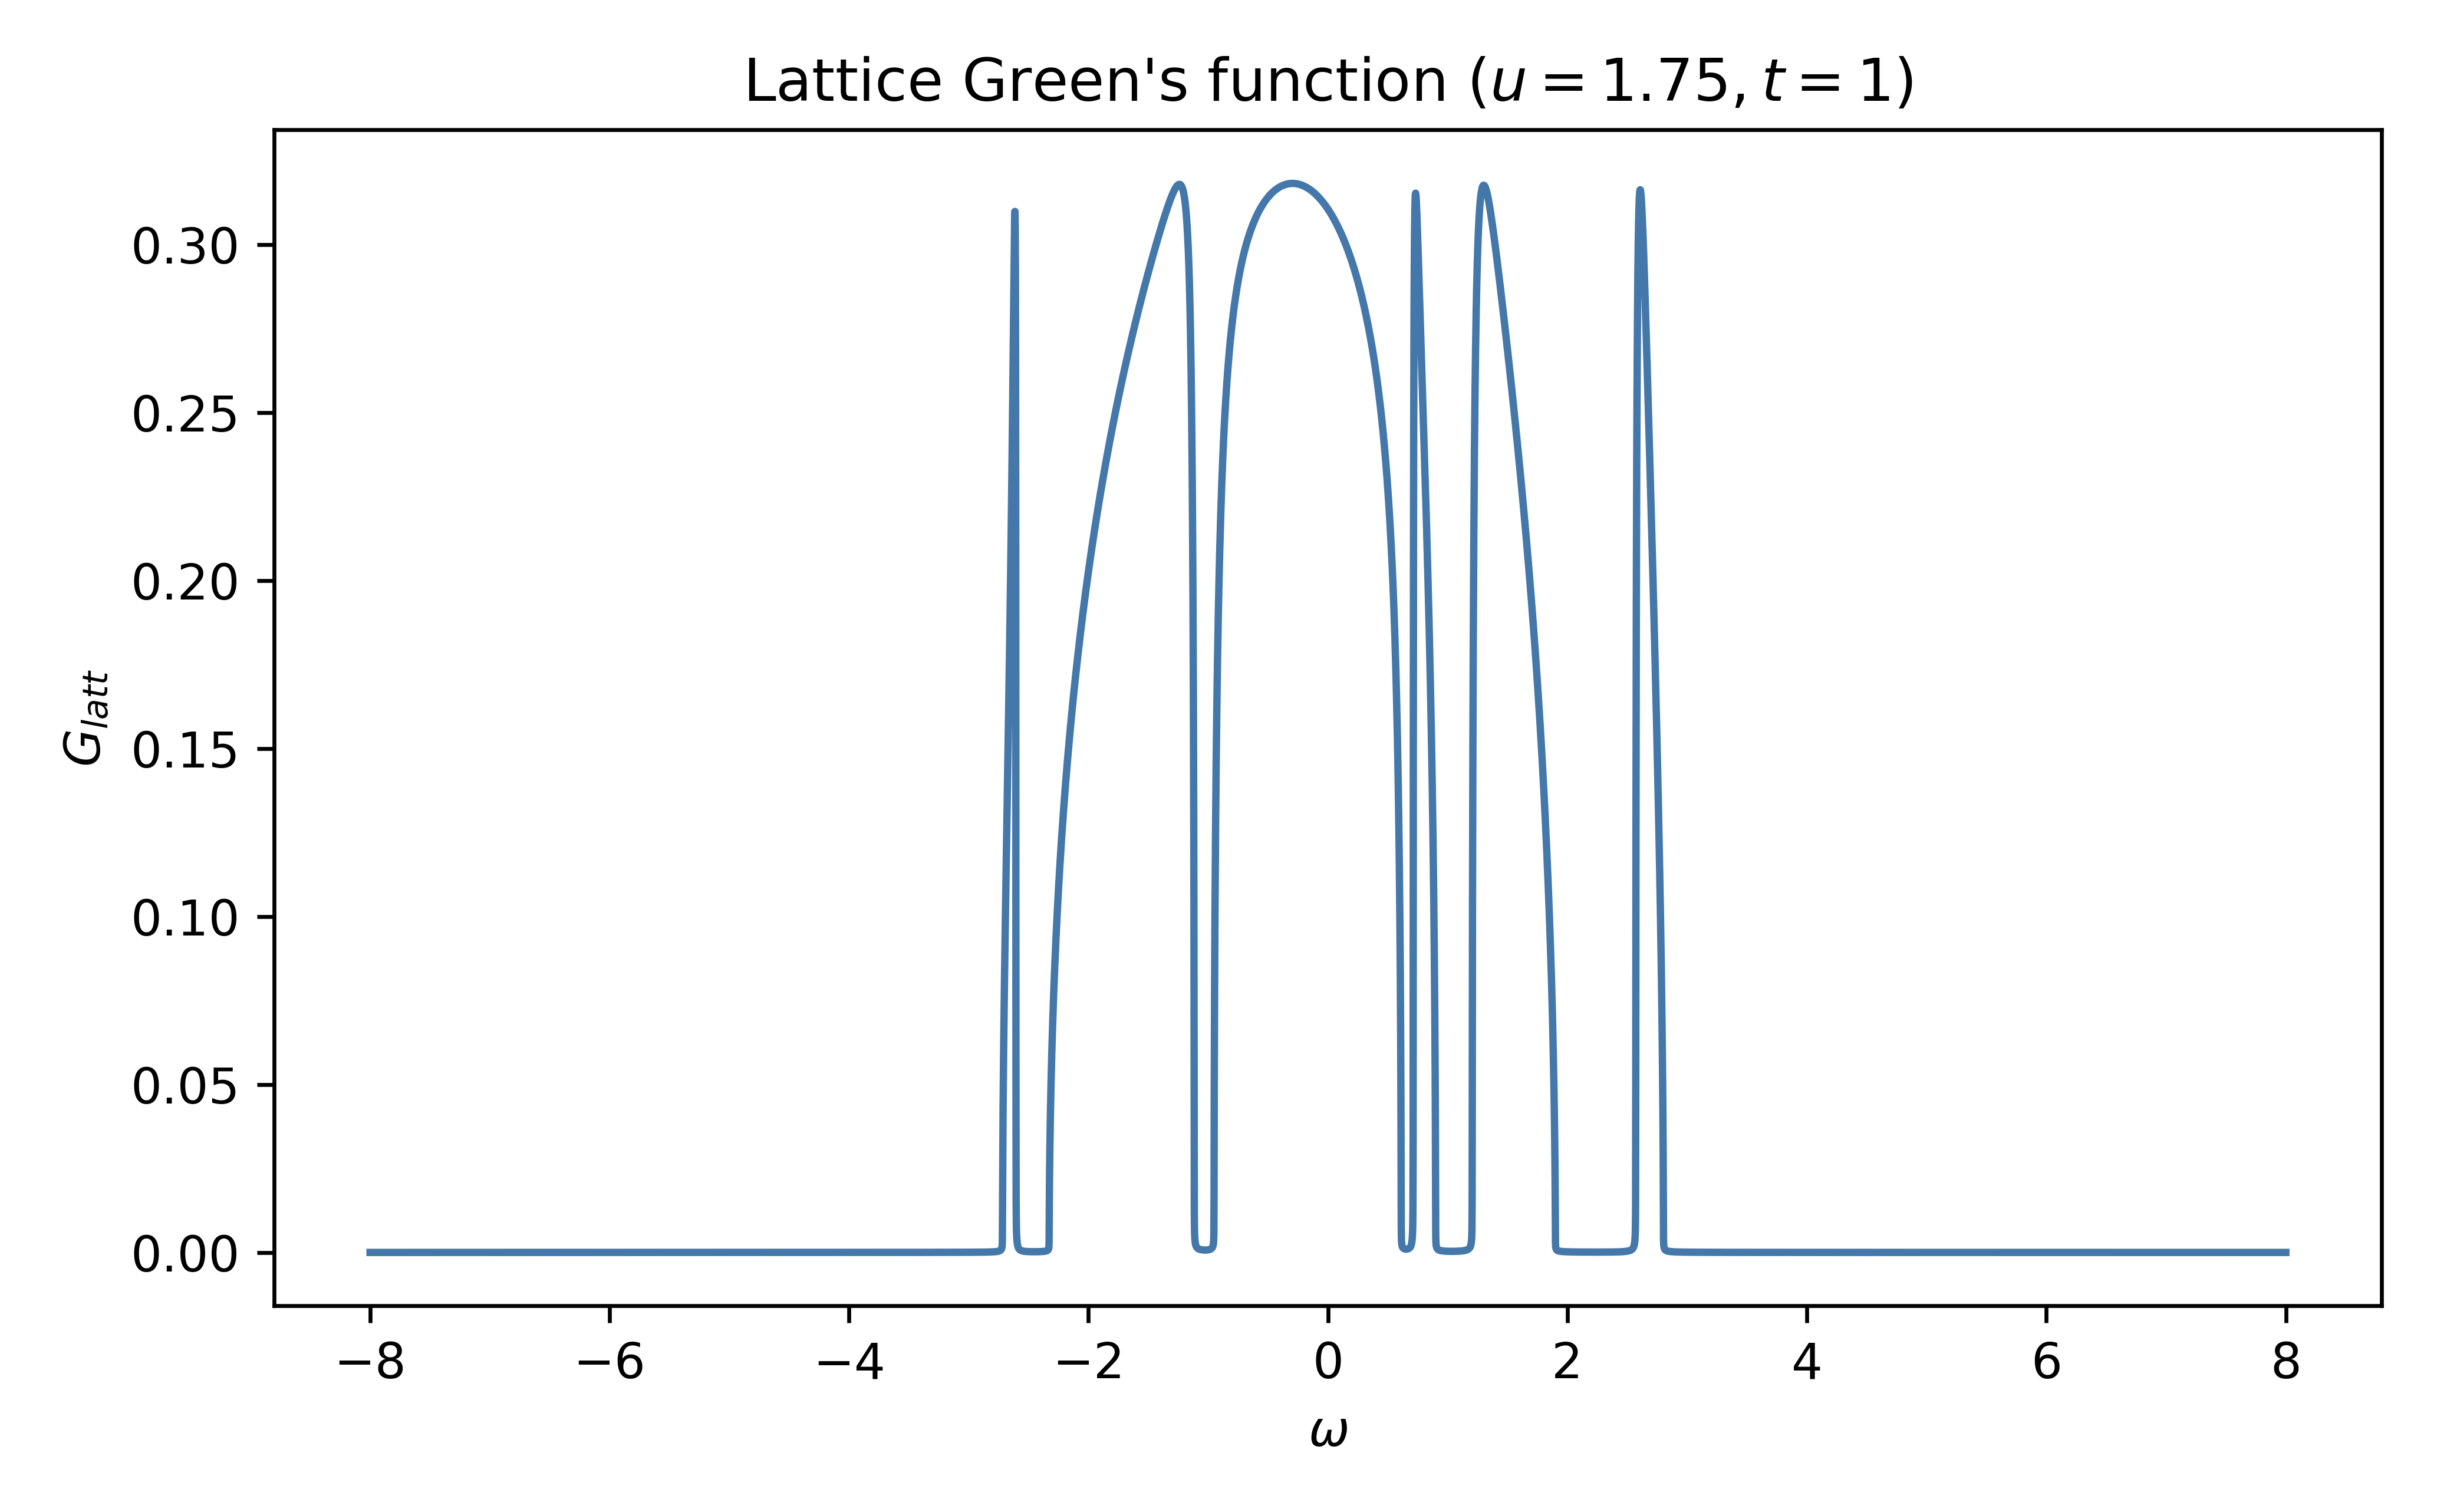 Lattice Green's function (u = 1.75, t = 1)
G_latt
0.30
0.25
0.20
0.15
0.10
0.05
0.00
−8 −6 −4 −2 0 2 4 6 8
ω